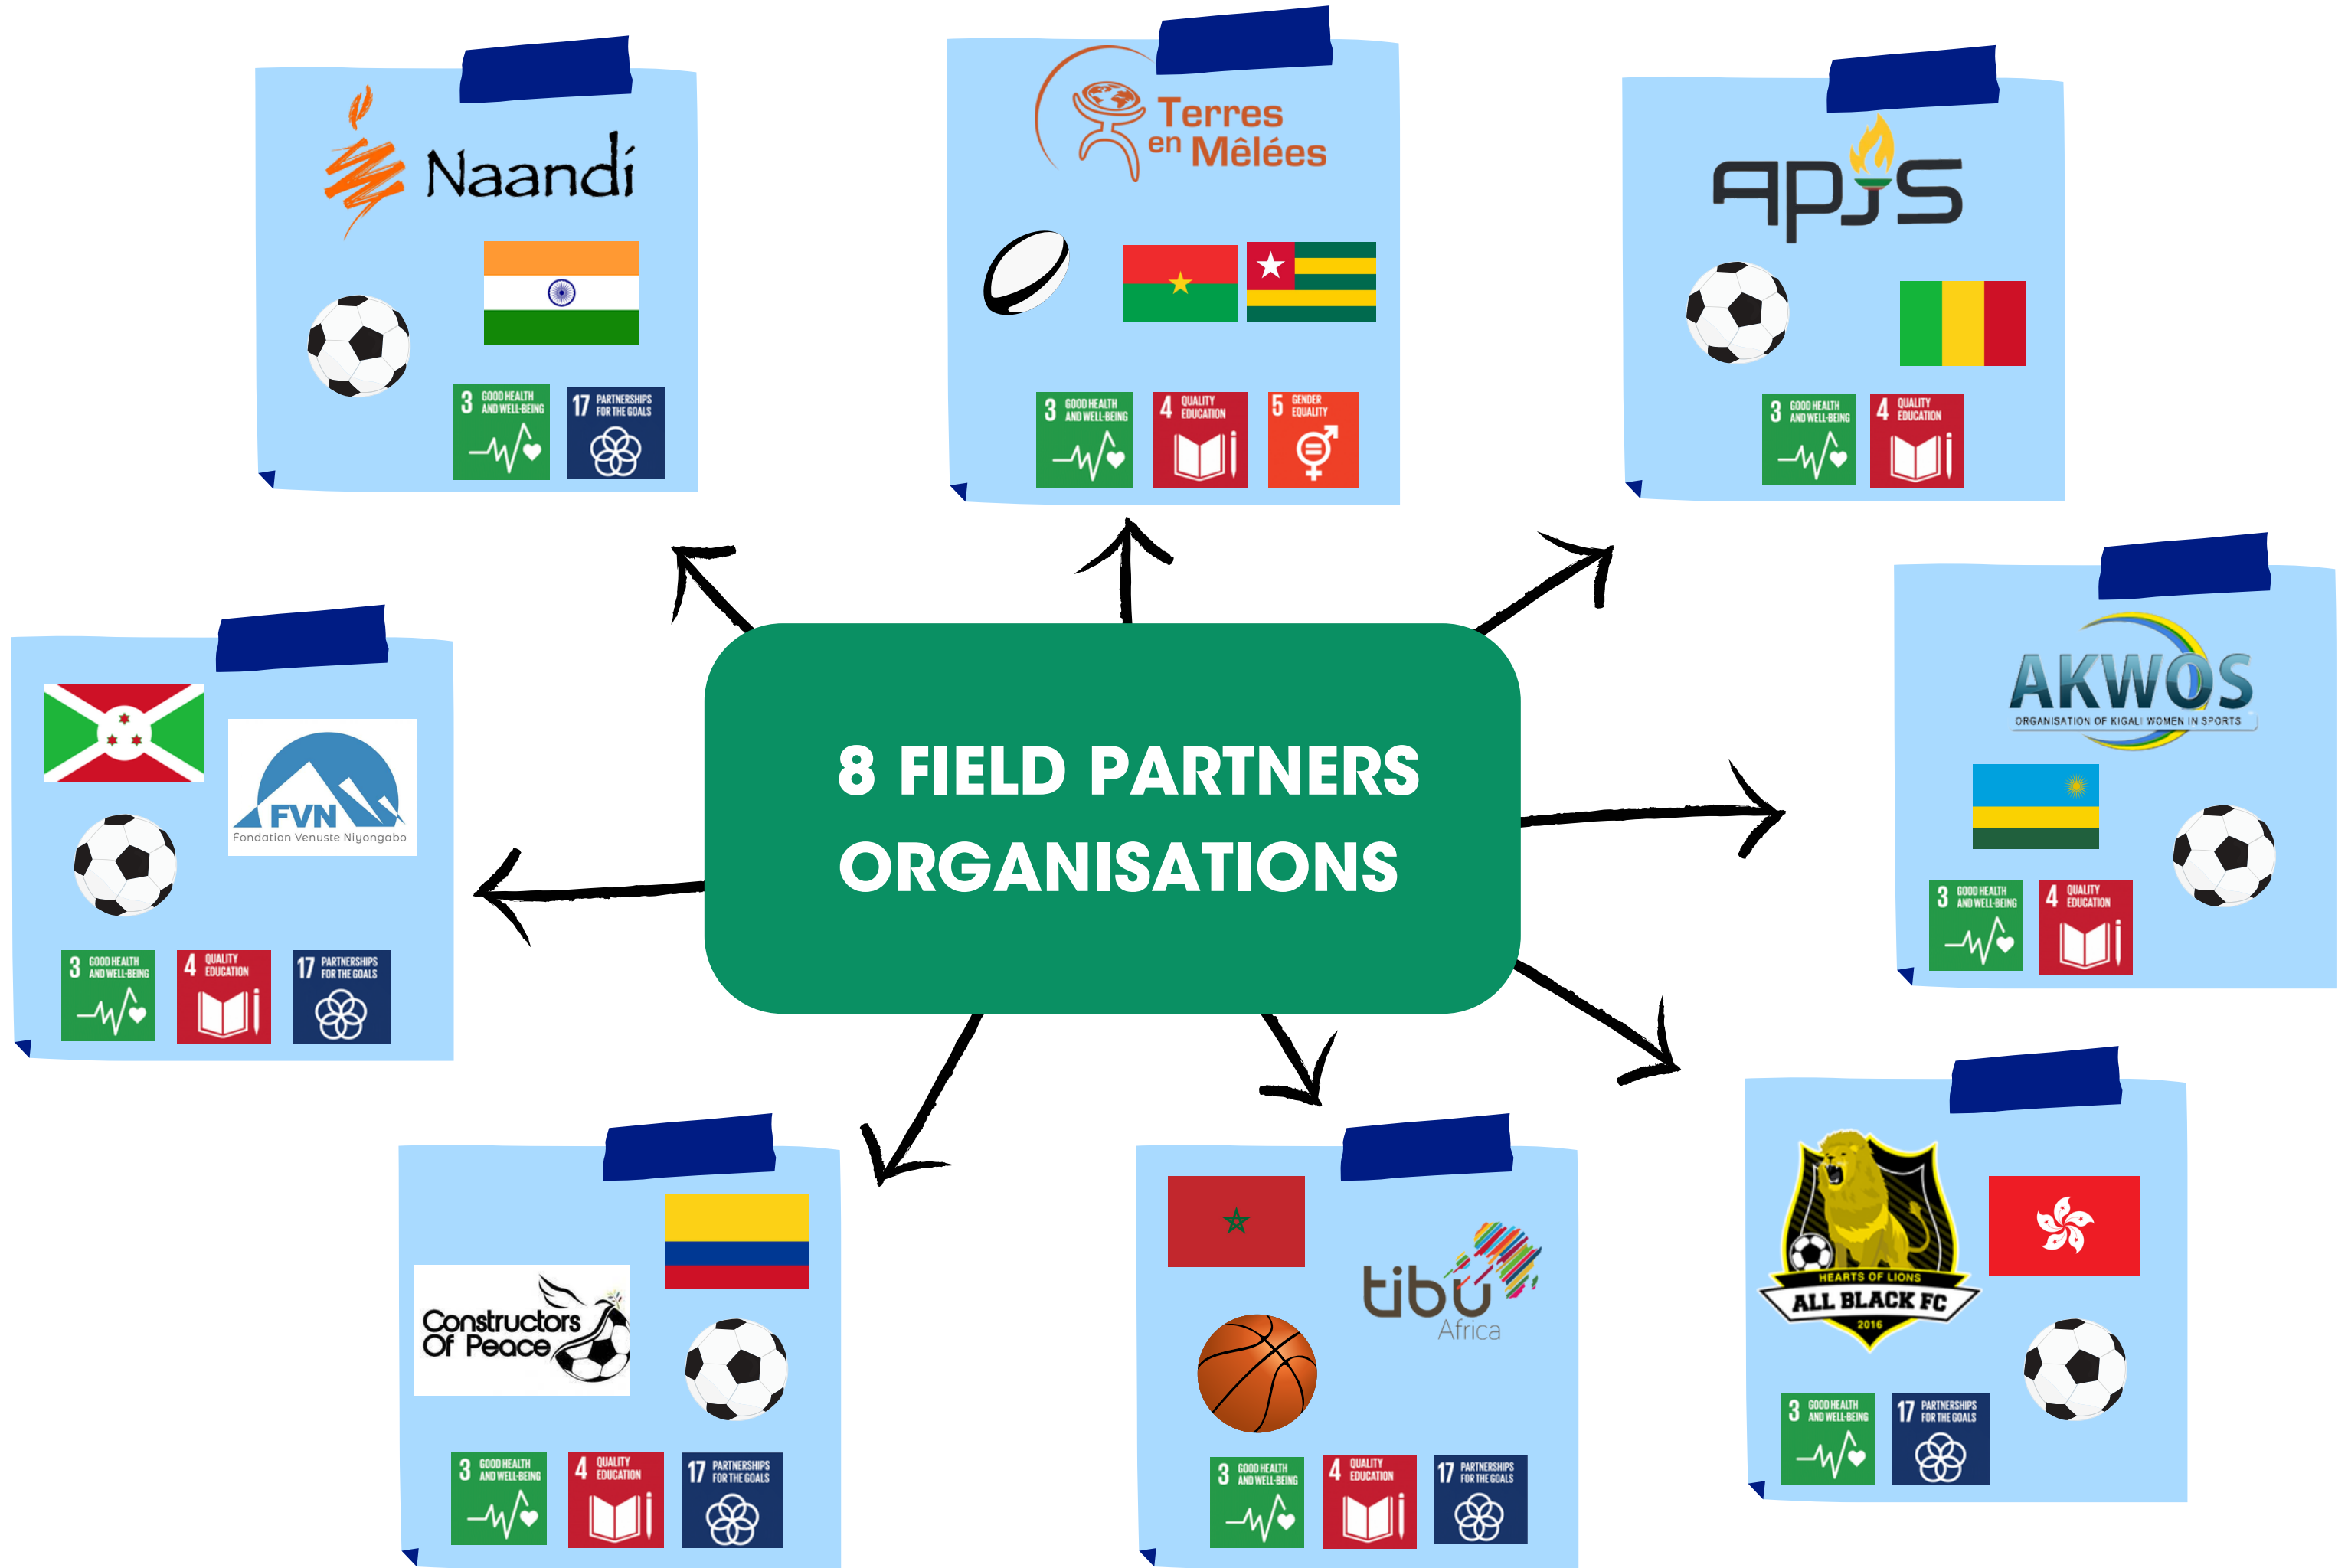 Naandi
3 GOOD HEALTH
AND WELL-BEING
17 PARTNERSHIPS
FOR THE GOALS
Terres
en Mêlées
3 GOOD HEALTH
AND WELL-BEING
4 QUALITY
EDUCATION
5 GENDER
EQUALITY
APJS
3 GOOD HEALTH
AND WELL-BEING
4 QUALITY
EDUCATION
FVN
Fondation Venuste Niyongabo
3 GOOD HEALTH
AND WELL-BEING
4 QUALITY
EDUCATION
17 PARTNERSHIPS
FOR THE GOALS
8 FIELD PARTNERS
ORGANISATIONS
AKWOS
ORGANISATION OF KIGALI WOMEN IN SPORTS
3 GOOD HEALTH
AND WELL-BEING
4 QUALITY
EDUCATION
Constructors
Of Peace
3 GOOD HEALTH
AND WELL-BEING
4 QUALITY
EDUCATION
17 PARTNERSHIPS
FOR THE GOALS
tibu
Africa
3 GOOD HEALTH
AND WELL-BEING
4 QUALITY
EDUCATION
17 PARTNERSHIPS
FOR THE GOALS
HEARTS OF LIONS
ALL BLACK FC
2016
3 GOOD HEALTH
AND WELL-BEING
17 PARTNERSHIPS
FOR THE GOALS